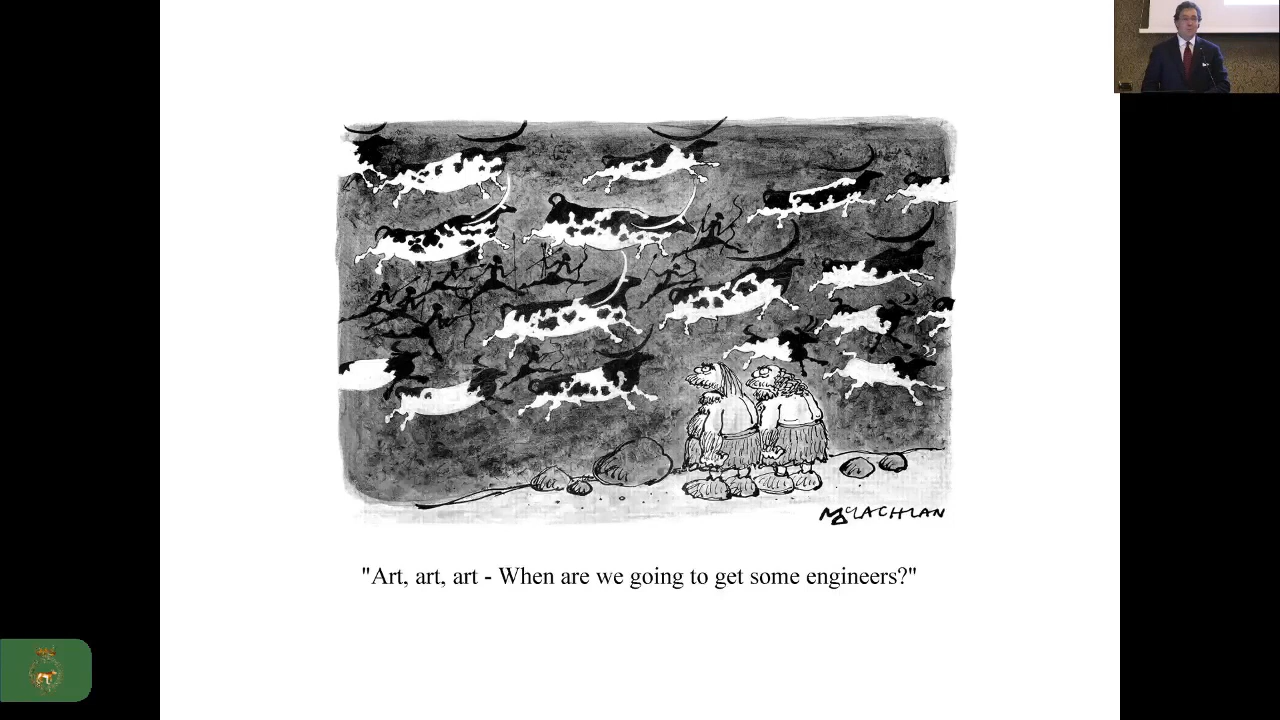 McLACHLAN
"Art, art, art - When are we going to get some engineers?"